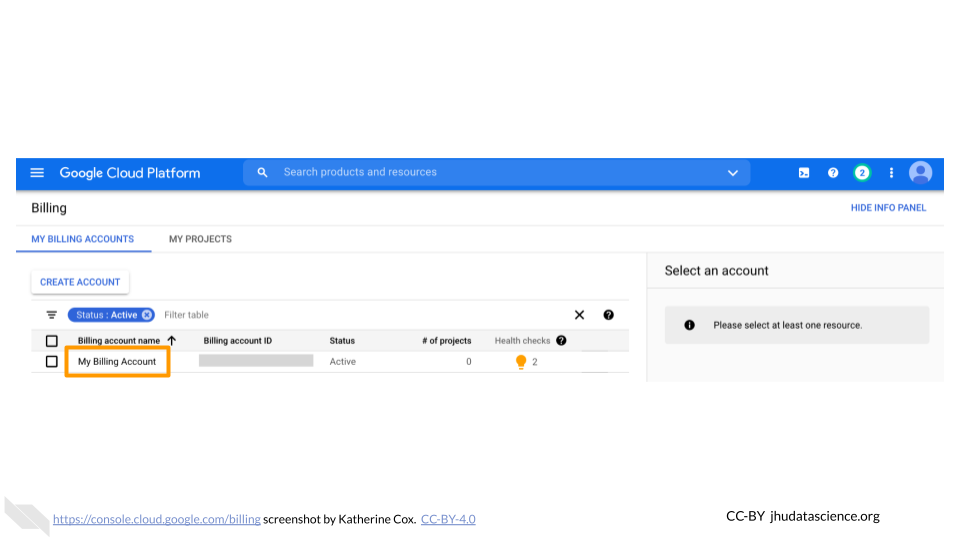 Google Cloud Platform Search products and resources 2
Billing HIDE INFO PANEL
MY BILLING ACCOUNTS MY PROJECTS
Select an account
CREATE ACCOUNT
Status : Active Filter table
Please select at least one resource.
Billing account name Billing account ID Status # of projects Health checks
My Billing Account Active 0 2
https://console.cloud.google.com/billing screenshot by Katherine Cox. CC-BY-4.0
CC-BY jhudatascience.org